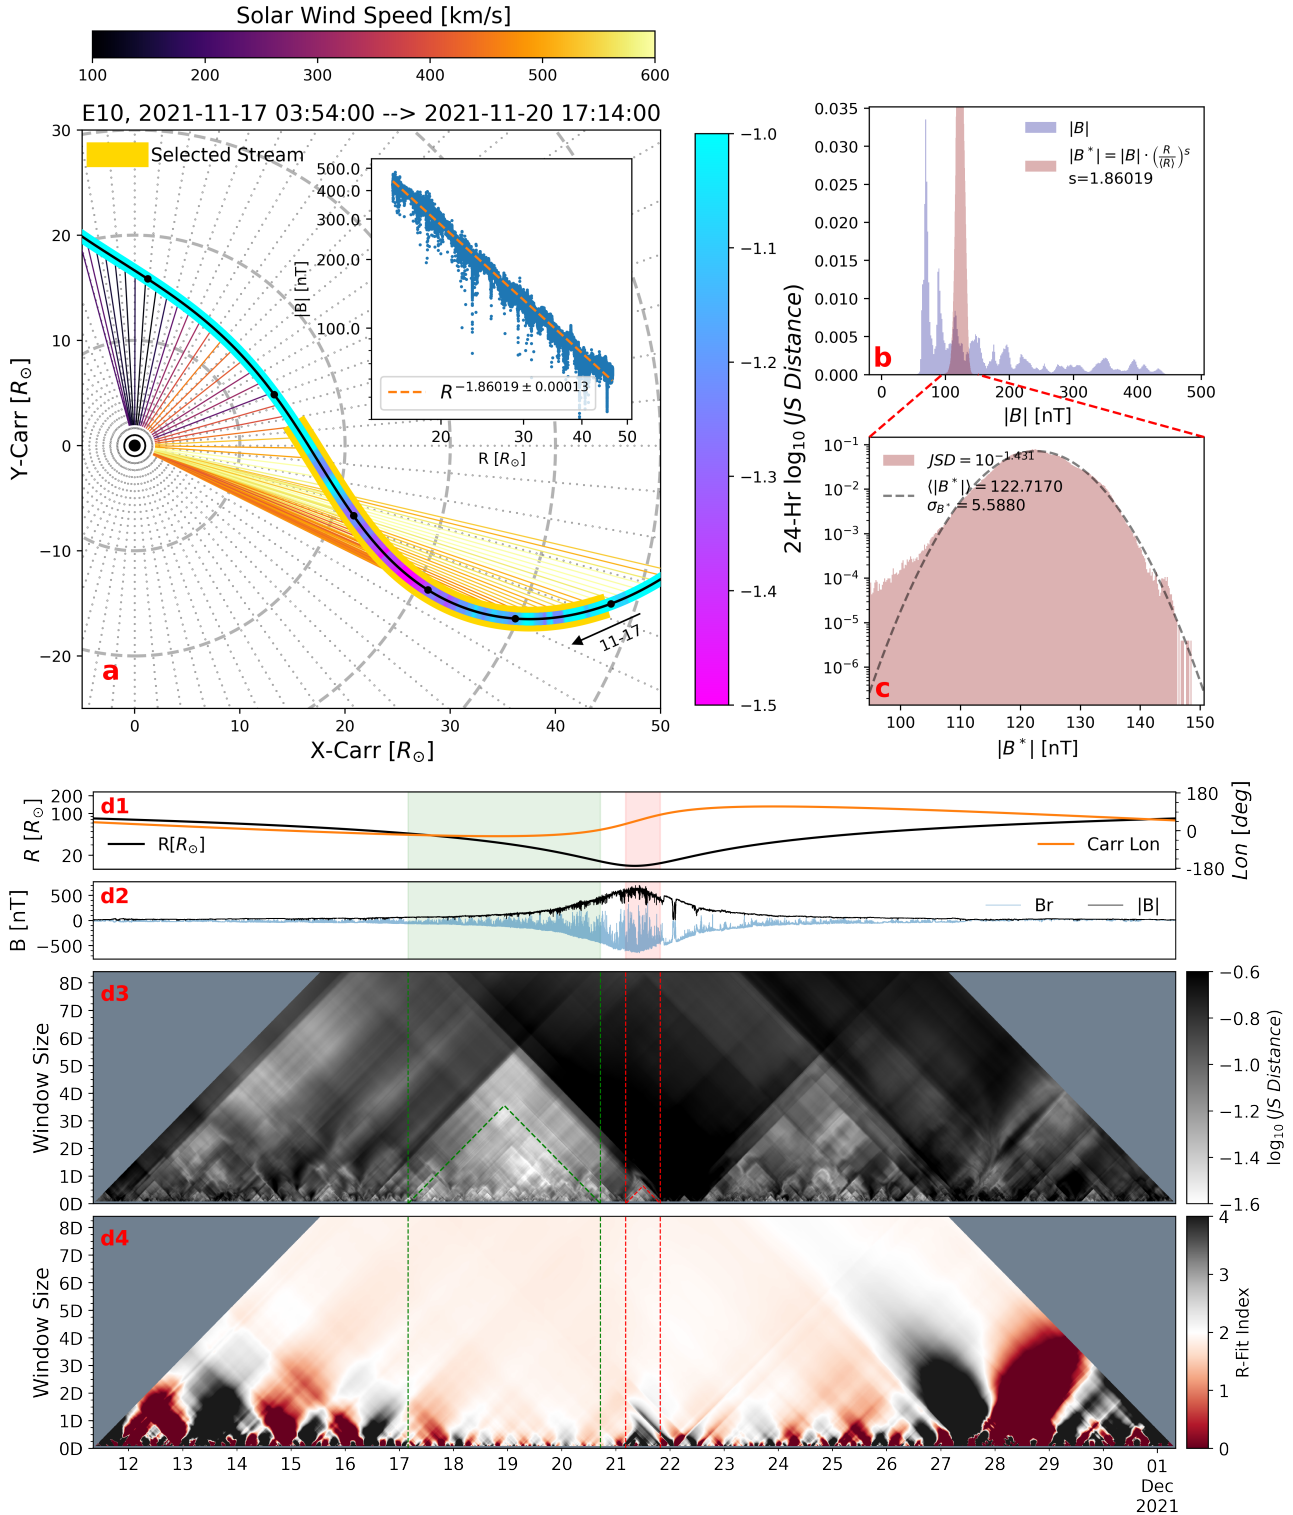 Solar Wind Speed [km/s]
100 200 300 400 500 600
E10, 2021-11-17 03:54:00 --> 2021-11-20 17:14:00
Selected Stream
Y-Carr [R☉]
30
20
10
0
−10
−20
0 10 20 30 40 50
X-Carr [R☉]
a
11-17
|B| [nT]
500.0
400.0
300.0
200.0
100.0
R^{−1.86019 ± 0.00013}
20 30 40 50
R [R☉]
−1.0
−1.1
−1.2
−1.3
−1.4
−1.5
24-Hr log₁₀(JS Distance)
0.035
0.030
0.025
0.020
0.015
0.010
0.005
0.000
|B|
|B*| = |B| · (R/⟨R⟩)^s
s=1.86019
b
0 100 200 300 400 500
|B| [nT]
10⁻¹
10⁻²
10⁻³
10⁻⁴
10⁻⁵
10⁻⁶
JSD = 10^{−1.431}
⟨|B*|⟩ = 122.7170
σ_{B*} = 5.5880
c
100 110 120 130 140 150
|B*| [nT]
d1
R [R☉]
200
100
20
R[R☉]
Carr Lon
180
0
-180
Lon [deg]
d2
B [nT]
500
0
−500
Br |B|
d3
Window Size
8D
7D
6D
5D
4D
3D
2D
1D
0D
−0.6
−0.8
−1.0
−1.2
−1.4
−1.6
log₁₀(JS Distance)
d4
Window Size
8D
7D
6D
5D
4D
3D
2D
1D
0D
4
3
2
1
0
R-Fit Index
12 13 14 15 16 17 18 19 20 21 22 23 24 25 26 27 28 29 30 01
Dec
2021